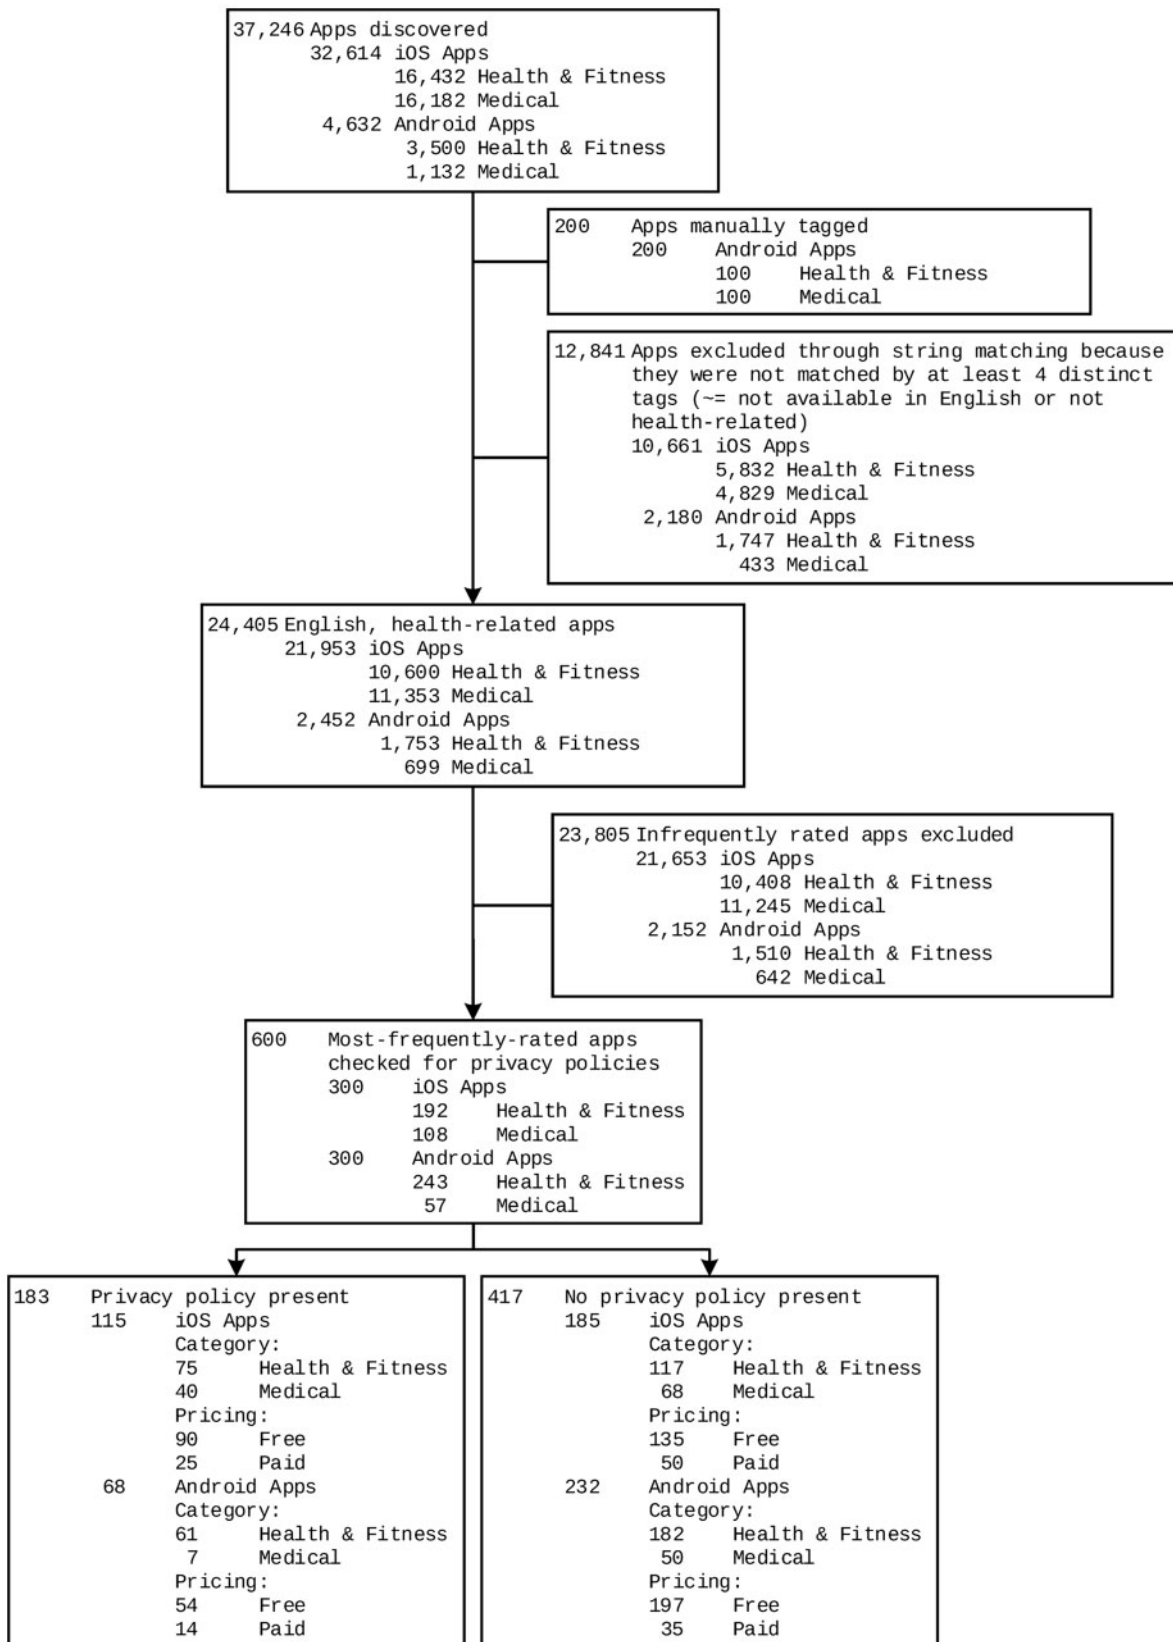 37,246 Apps discovered
32,614 iOS Apps
16,432 Health & Fitness
16,182 Medical
4,632 Android Apps
3,500 Health & Fitness
1,132 Medical
200 Apps manually tagged
200 Android Apps
100 Health & Fitness
100 Medical
12,841 Apps excluded through string matching because
they were not matched by at least 4 distinct
tags (~= not available in English or not
health-related)
10,661 iOS Apps
5,832 Health & Fitness
4,829 Medical
2,180 Android Apps
1,747 Health & Fitness
433 Medical
24,405 English, health-related apps
21,953 iOS Apps
10,600 Health & Fitness
11,353 Medical
2,452 Android Apps
1,753 Health & Fitness
699 Medical
23,805 Infrequently rated apps excluded
21,653 iOS Apps
10,408 Health & Fitness
11,245 Medical
2,152 Android Apps
1,510 Health & Fitness
642 Medical
600 Most-frequently-rated apps
checked for privacy policies
300 iOS Apps
192 Health & Fitness
108 Medical
300 Android Apps
243 Health & Fitness
57 Medical
183 Privacy policy present
115 iOS Apps
Category:
75 Health & Fitness
40 Medical
Pricing:
90 Free
25 Paid
68 Android Apps
Category:
61 Health & Fitness
7 Medical
Pricing:
54 Free
14 Paid
417 No privacy policy present
185 iOS Apps
Category:
117 Health & Fitness
68 Medical
Pricing:
135 Free
50 Paid
232 Android Apps
Category:
182 Health & Fitness
50 Medical
Pricing:
197 Free
35 Paid